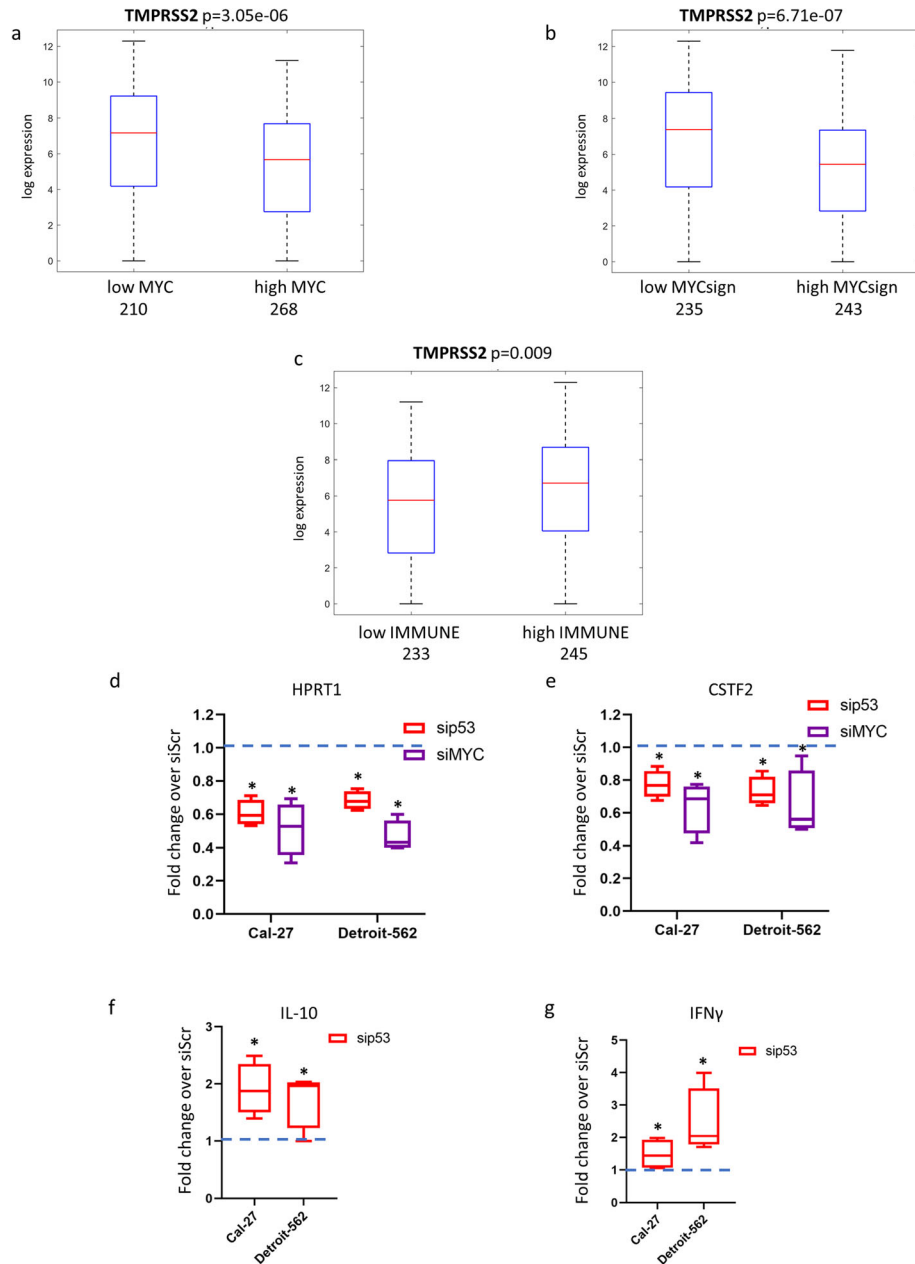 a
TMPRSS2 p=3.05e-06
12
10
8
6
4
2
0
log expression
low MYC
high MYC
210
268
b
TMPRSS2 p=6.71e-07
12
10
8
6
4
2
0
log expression
low MYCsign
high MYCsign
235
243
c
TMPRSS2 p=0.009
12
10
8
6
4
2
0
log expression
low IMMUNE
high IMMUNE
233
245
d
HPRT1
sip53
siMYC
1.2
1.0
0.8
0.6
0.4
0.2
0.0
Fold change over siScr
* * * *
Cal-27
Detroit-562
e
CSTF2
sip53
siMYC
1.2
1.0
0.8
0.6
0.4
0.2
0.0
Fold change over siScr
* * * *
Cal-27
Detroit-562
f
IL-10
sip53
3
2
1
0
Fold change over siScr
* *
Cal-27
Detroit-562
g
IFNγ
sip53
5
4
3
2
1
0
Fold change over siScr
* *
Cal-27
Detroit-562